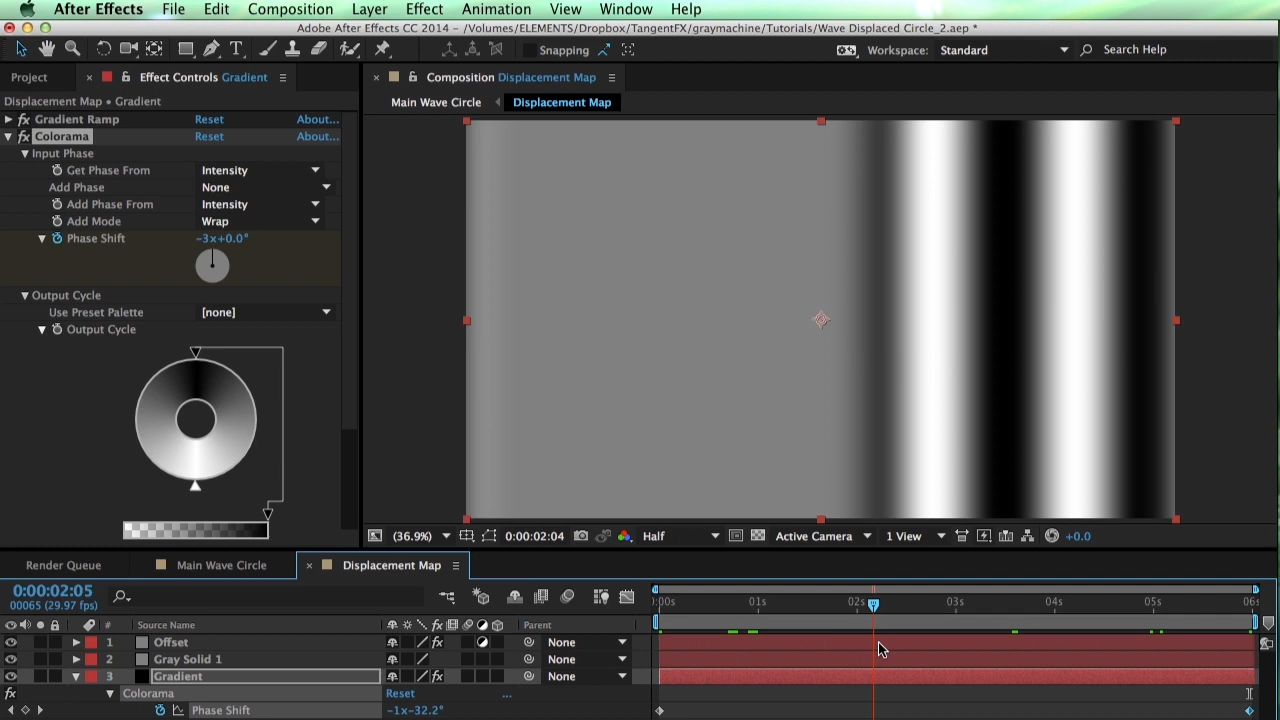 After Effects File Edit Composition Layer Effect Animation View Window Help
Adobe After Effects CC 2014 - /Volumes/ELEMENTS/Dropbox/TangentFX/graymachine/Tutorials/Wave Displaced Circle_2.aep *
Snapping Workspace: Standard Search Help
Project × Effect Controls Gradient × Composition Displacement Map
Displacement Map • Gradient
Main Wave Circle Displacement Map
fx Gradient Ramp Reset About...
fx Colorama Reset About...
Input Phase
Get Phase From Intensity
Add Phase None
Add Phase From Intensity
Add Mode Wrap
Phase Shift -3x+0.0°
Output Cycle
Use Preset Palette [none]
Output Cycle
(36.9%) 0:00:02:04 Half Active Camera 1 View +0.0
Render Queue Main Wave Circle × Displacement Map
0:00:02:05
00065 (29.97 fps)
:00s 01s 02s 03s 04s 05s 06s
# Source Name fx Parent
1 Offset fx None
2 Gray Solid 1 None
3 Gradient fx None
fx Colorama Reset ...
Phase Shift -1x-32.2°